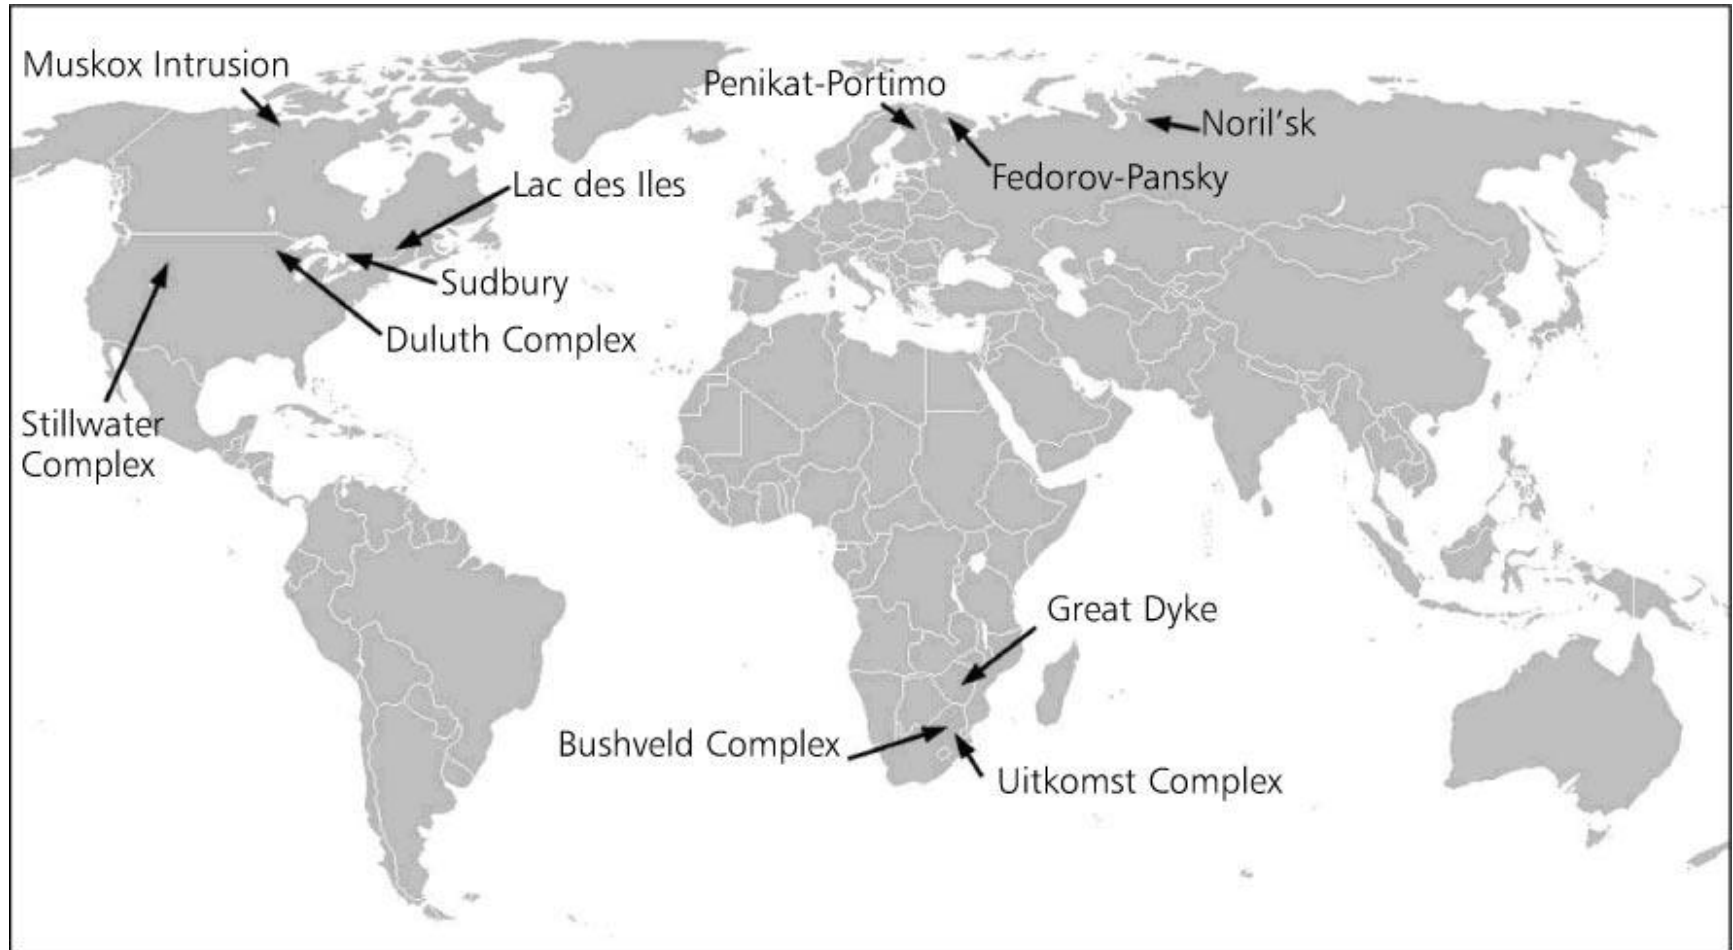 Muskox Intrusion
Penikat-Portimo
Noril'sk
Fedorov-Pansky
Lac des Iles
Sudbury
Duluth Complex
Stillwater
Complex
Great Dyke
Bushveld Complex
Uitkomst Complex